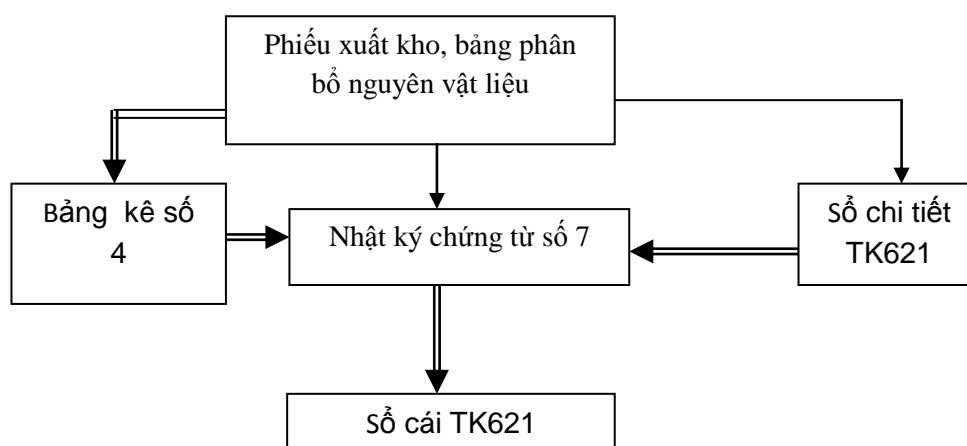 Phiếu xuất kho, bảng phân
bổ nguyên vật liệu
Bảng kê số
4
Nhật ký chứng từ số 7
Sổ chi tiết
TK621
Sổ cái TK621